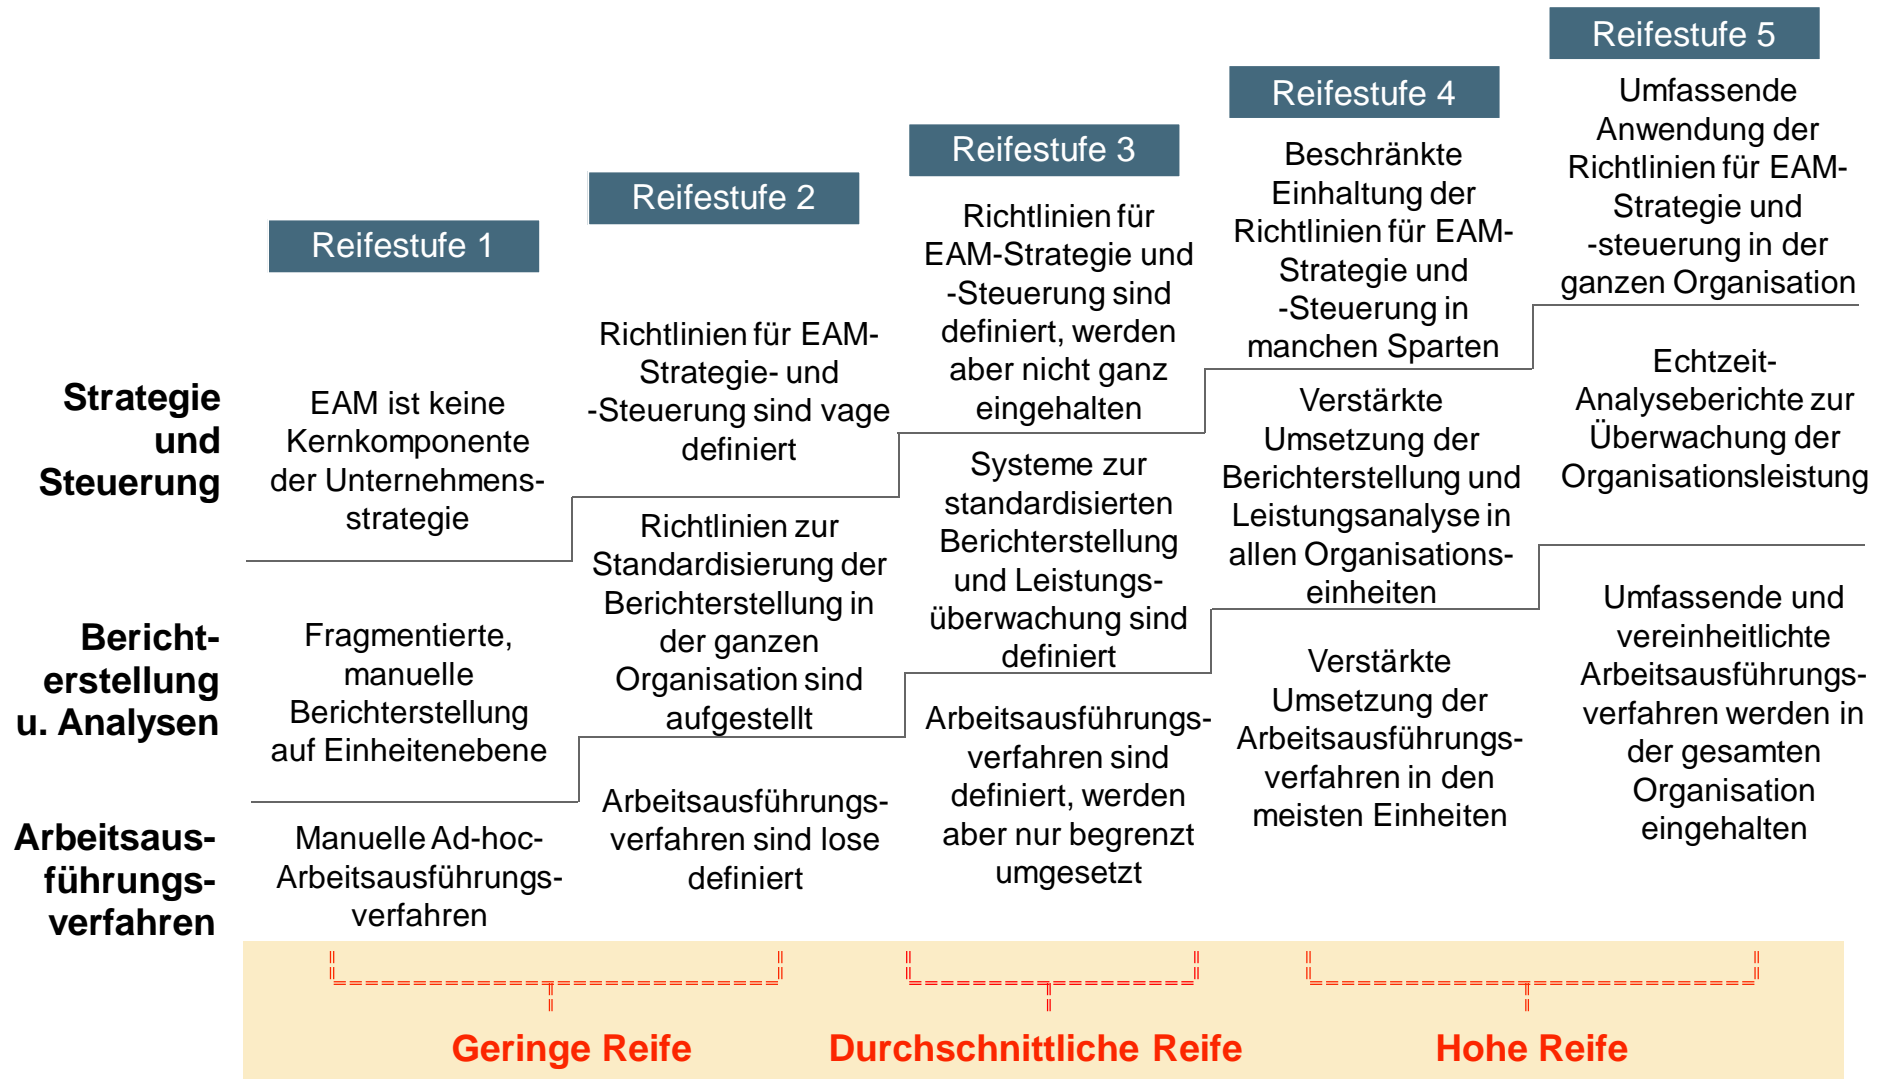 Reifestufe 1
Reifestufe 2
Reifestufe 3
Reifestufe 4
Reifestufe 5
Strategie
und
Steuerung
EAM ist keine
Kernkomponente
der Unternehmens-
strategie
Richtlinien für EAM-
Strategie- und
-Steuerung sind vage
definiert
Richtlinien für
EAM-Strategie und
-Steuerung sind
definiert, werden
aber nicht ganz
eingehalten
Beschränkte
Einhaltung der
Richtlinien für EAM-
Strategie und
-Steuerung in
manchen Sparten
Umfassende
Anwendung der
Richtlinien für EAM-
Strategie und
-steuerung in der
ganzen Organisation
Bericht-
erstellung
u. Analysen
Fragmentierte,
manuelle
Berichterstellung
auf Einheitenebene
Richtlinien zur
Standardisierung der
Berichterstellung in
der ganzen
Organisation sind
aufgestellt
Systeme zur
standardisierten
Berichterstellung
und Leistungs-
überwachung sind
definiert
Verstärkte
Umsetzung der
Berichterstellung und
Leistungsanalyse in
allen Organisations-
einheiten
Echtzeit-
Analyseberichte zur
Überwachung der
Organisationsleistung
Arbeitsaus-
führungs-
verfahren
Manuelle Ad-hoc-
Arbeitsausführungs-
verfahren
Arbeitsausführungs-
verfahren sind lose
definiert
Arbeitsausführungs-
verfahren sind
definiert, werden
aber nur begrenzt
umgesetzt
Verstärkte
Umsetzung der
Arbeitsausführungs-
verfahren in den
meisten Einheiten
Umfassende und
vereinheitlichte
Arbeitsausführungs-
verfahren werden in
der gesamten
Organisation
eingehalten
Geringe Reife
Durchschnittliche Reife
Hohe Reife